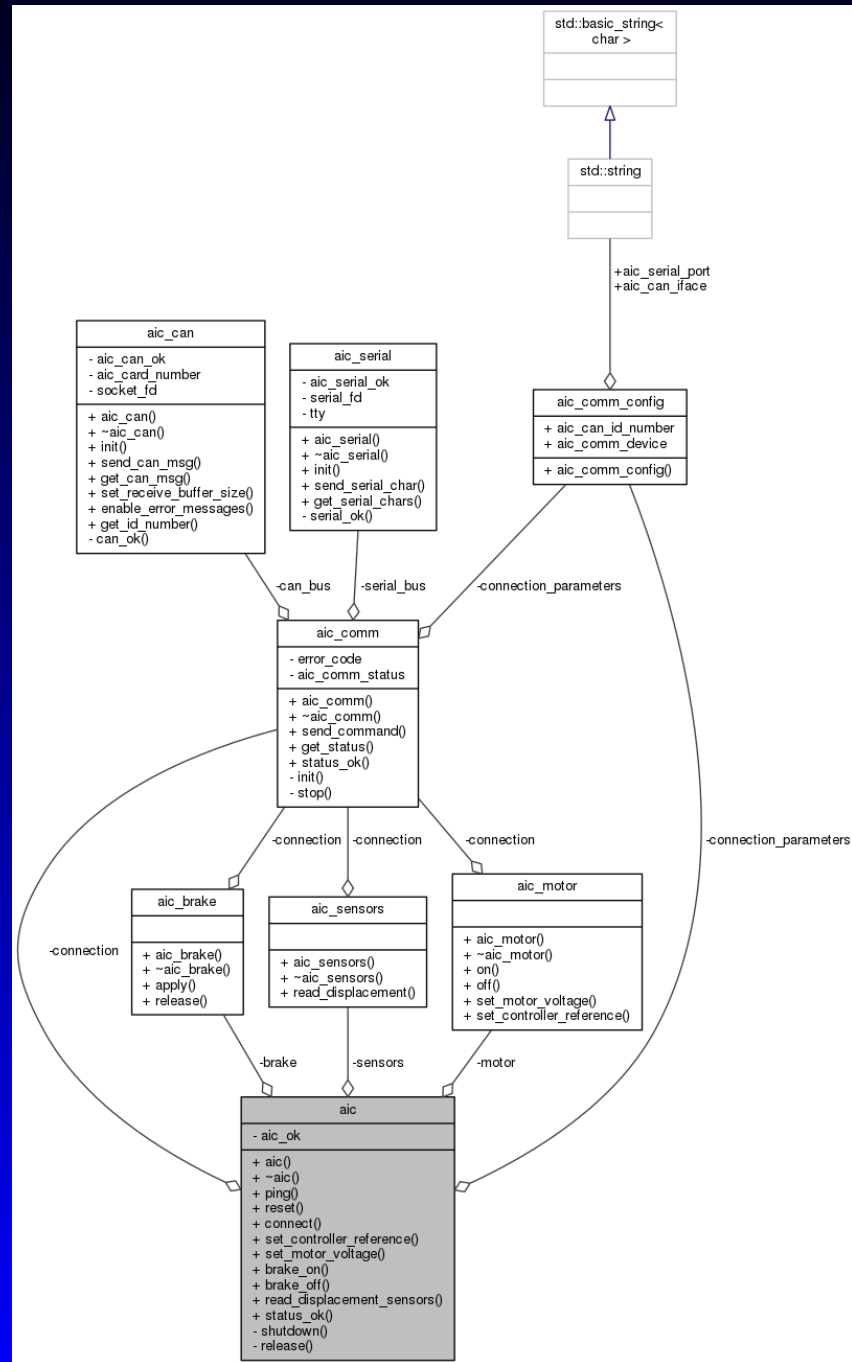 std::basic_string<
char >
std::string
+aic_serial_port
+aic_can_iface
aic_can
- aic_can_ok
- aic_card_number
- socket_fd
+ aic_can()
+ ~aic_can()
+ init()
+ send_can_msg()
+ get_can_msg()
+ set_receive_buffer_size()
+ enable_error_messages()
+ get_id_number()
- can_ok()
aic_serial
- aic_serial_ok
- serial_fd
- tty
+ aic_serial()
+ ~aic_serial()
+ init()
+ send_serial_char()
+ get_serial_chars()
- serial_ok()
aic_comm_config
+ aic_can_id_number
+ aic_comm_device
+ aic_comm_config()
-can_bus
-serial_bus
-connection_parameters
aic_comm
- error_code
- aic_comm_status
+ aic_comm()
+ ~aic_comm()
+ send_command()
+ get_status()
+ status_ok()
- init()
- stop()
-connection
-connection
-connection
-connection_parameters
aic_brake
+ aic_brake()
+ ~aic_brake()
+ apply()
+ release()
aic_sensors
+ aic_sensors()
+ ~aic_sensors()
+ read_displacement()
aic_motor
+ aic_motor()
+ ~aic_motor()
+ on()
+ off()
+ set_motor_voltage()
+ set_controller_reference()
-connection
-brake
-sensors
-motor
aic
- aic_ok
+ aic()
+ ~aic()
+ ping()
+ reset()
+ connect()
+ set_controller_reference()
+ set_motor_voltage()
+ brake_on()
+ brake_off()
+ read_displacement_sensors()
+ status_ok()
- shutdown()
- release()